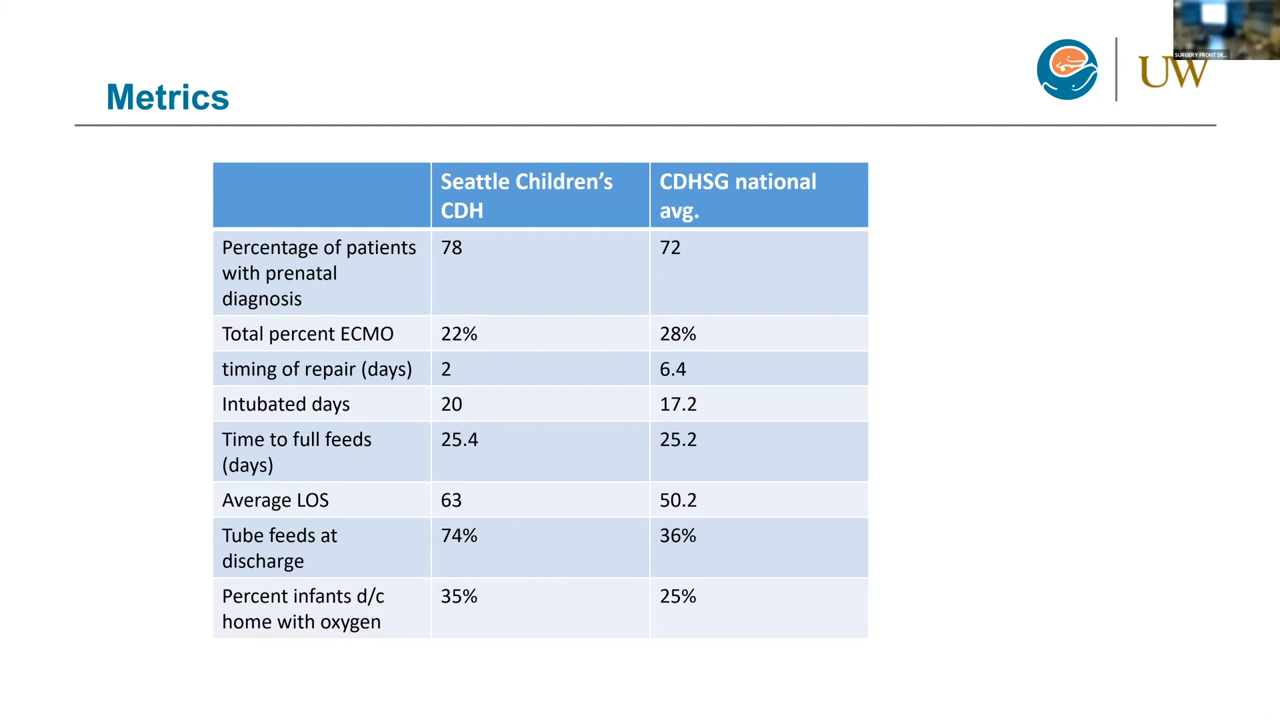 SURGERY FRONT DE...
UW
Metrics
Seattle Children's CDHSG national
CDH avg.
Percentage of patients 78 72
with prenatal
diagnosis
Total percent ECMO 22% 28%
timing of repair (days) 2 6.4
Intubated days 20 17.2
Time to full feeds 25.4 25.2
(days)
Average LOS 63 50.2
Tube feeds at 74% 36%
discharge
Percent infants d/c 35% 25%
home with oxygen